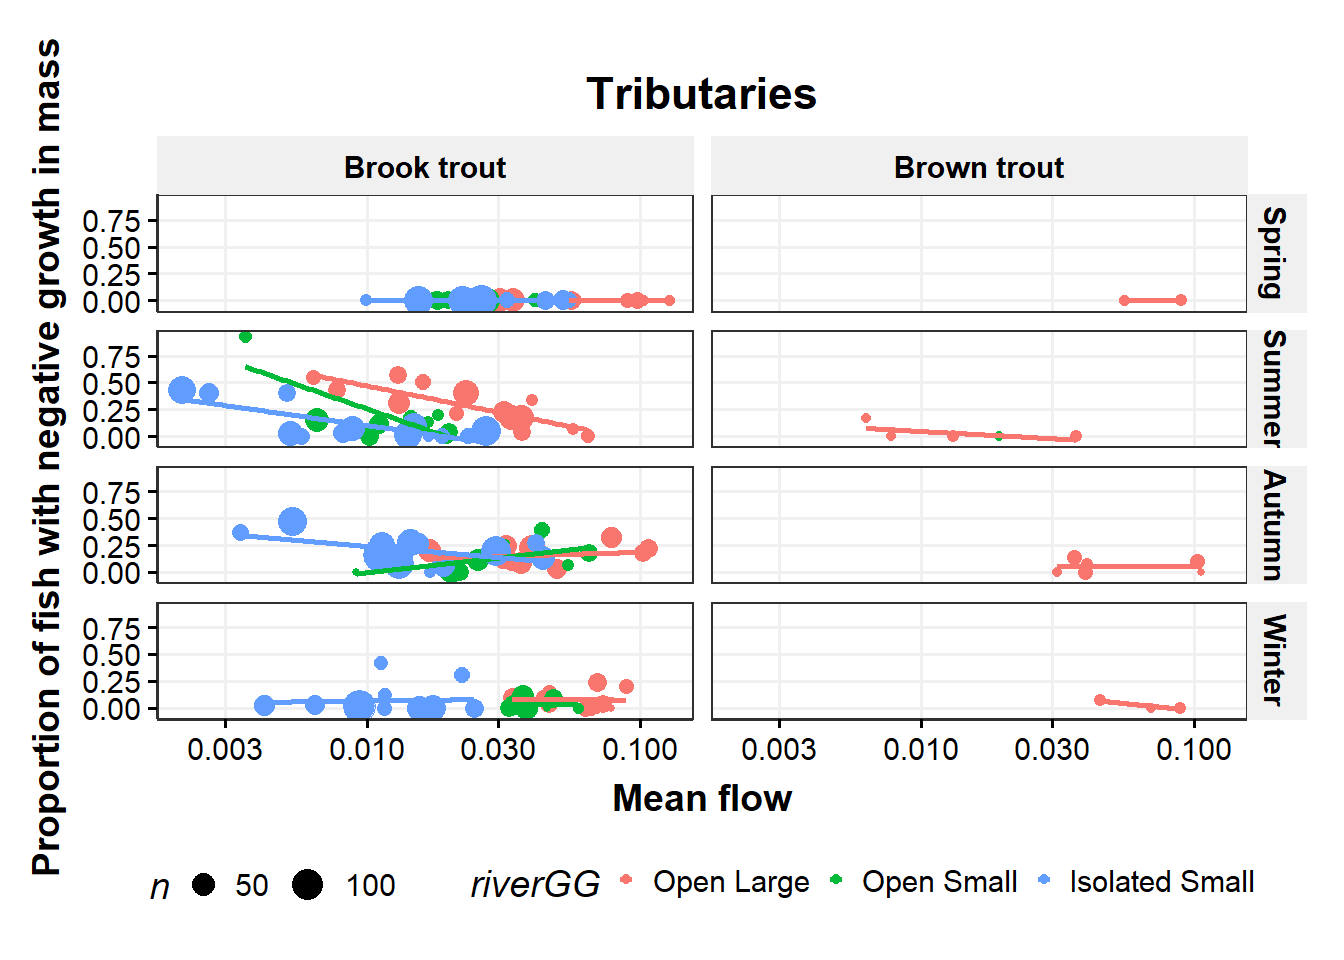 Tributaries
Brook trout
Brown trout
Proportion of fish with negative growth in mass
0.75
0.50
0.25
0.00
Spring
0.75
0.50
0.25
0.00
Summer
0.75
0.50
0.25
0.00
Autumn
0.75
0.50
0.25
0.00
Winter
0.003 0.010 0.030 0.100
0.003 0.010 0.030 0.100
Mean flow
n 50 100
riverGG Open Large Open Small Isolated Small